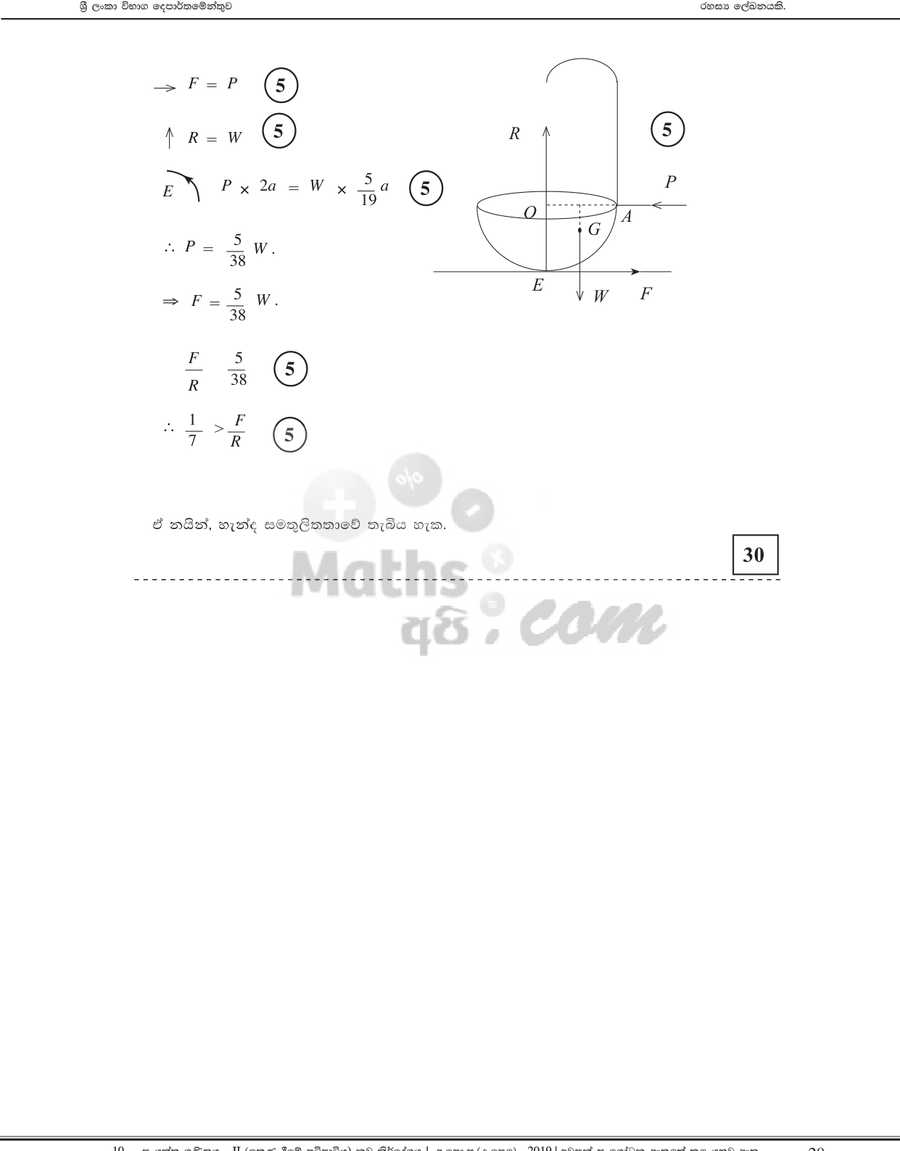 ශ්‍රී ලංකා විභාග දෙපාර්තමේන්තුව
රහස්‍ය ලේඛනයකි.
→ F = P 5
↑ R = W 5
E P × 2a = W × 5/19 a 5
∴ P = 5/38 W .
⇒ F = 5/38 W .
F/R 5/38 5
∴ 1/7 > F/R 5
R
5
P
O
A
G
E
W
F
ඒ නයින්, හැන්ද සමතුලිතතාවේ තැබිය හැක.
30
Maths
අපි . com